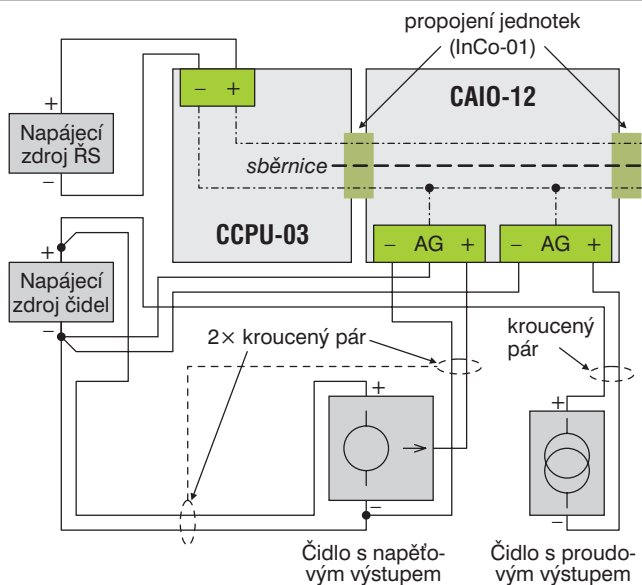 propojení jednotek
(InCo-01)
− +
CAIO-12
+
Napájecí
zdroj ŘS
−
sběrnice
CCPU-03
− AG +
− AG +
+
Napájecí
zdroj čidel
−
2× kroucený pár
kroucený
pár
+
+
−
−
Čidlo s napěťo-
vým výstupem
Čidlo s proudo-
vým výstupem